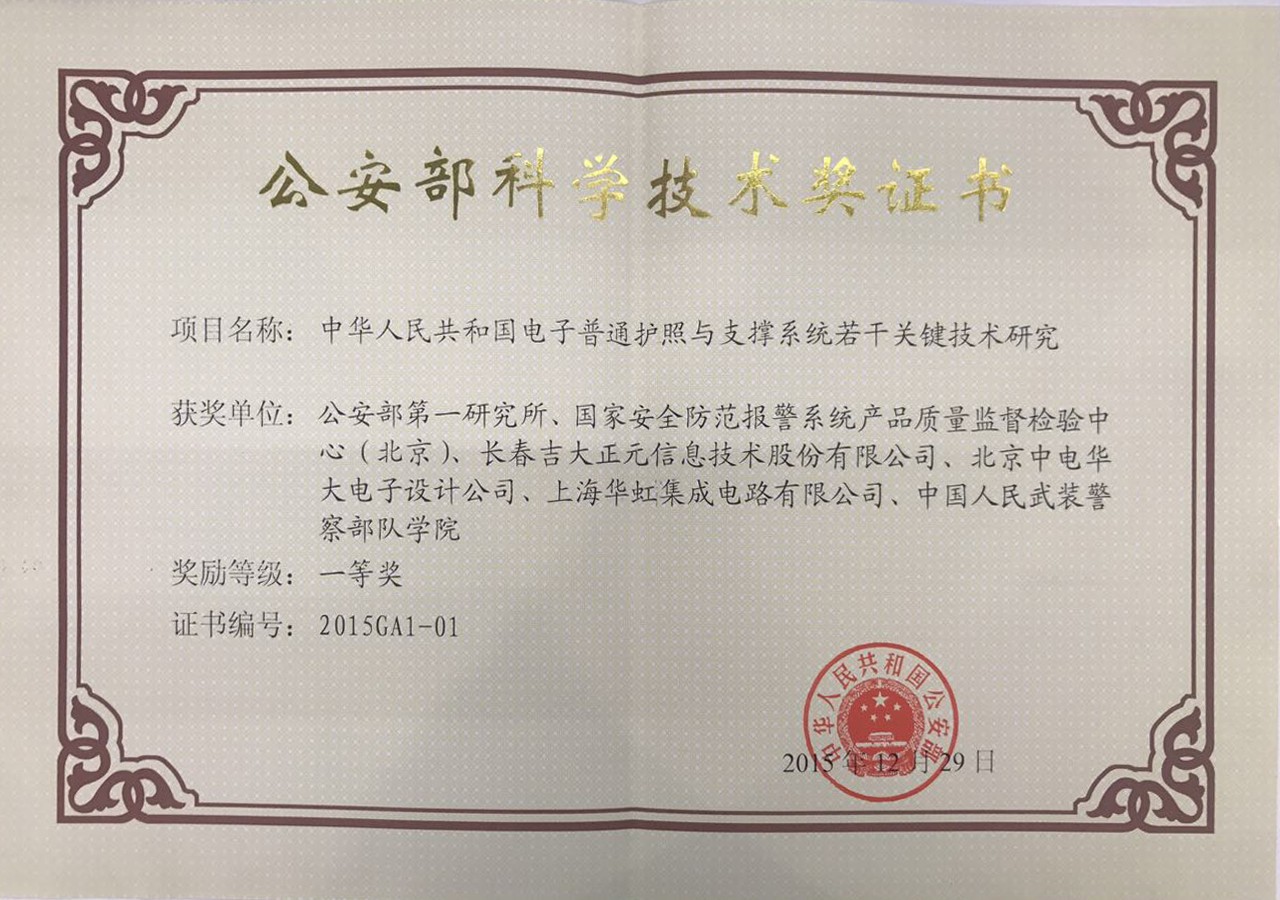 公安部科学技术奖证书
项目名称：中华人民共和国电子普通护照与支撑系统若干关键技术研究
获奖单位：公安部第一研究所、国家安全防范报警系统产品质量监督检验中
心（北京）、长春吉大正元信息技术股份有限公司、北京中电华
大电子设计公司、上海华虹集成电路有限公司、中国人民武装警
察部队学院
奖励等级：一等奖
证书编号：2015GA1-01
中华人民共和国公安部
2015年12月29日